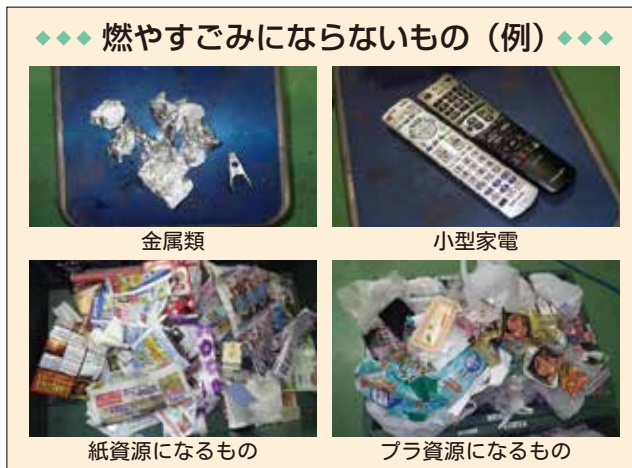 燃やすごみにならないもの（例）
金属類
小型家電
紙資源になるもの
プラ資源になるもの